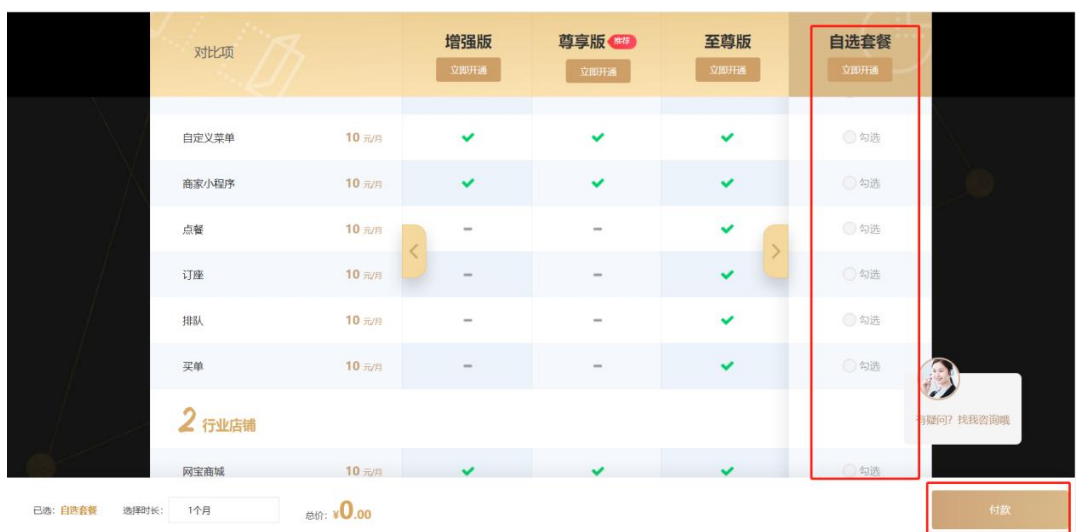 对比项 增强版 尊享版 推荐 至尊版 自选套餐
立即开通 立即开通 立即开通 立即开通
自定义菜单 10 元/月 勾选
商家小程序 10 元/月 勾选
点餐 10 元/月 勾选
订座 10 元/月 勾选
排队 10 元/月 勾选
买单 10 元/月 勾选
2 行业店铺
有疑问？找我咨询哦
网宝商城 10 元/月 勾选
已选：自选套餐 选择时长： 1个月 总价：¥0.00 付款